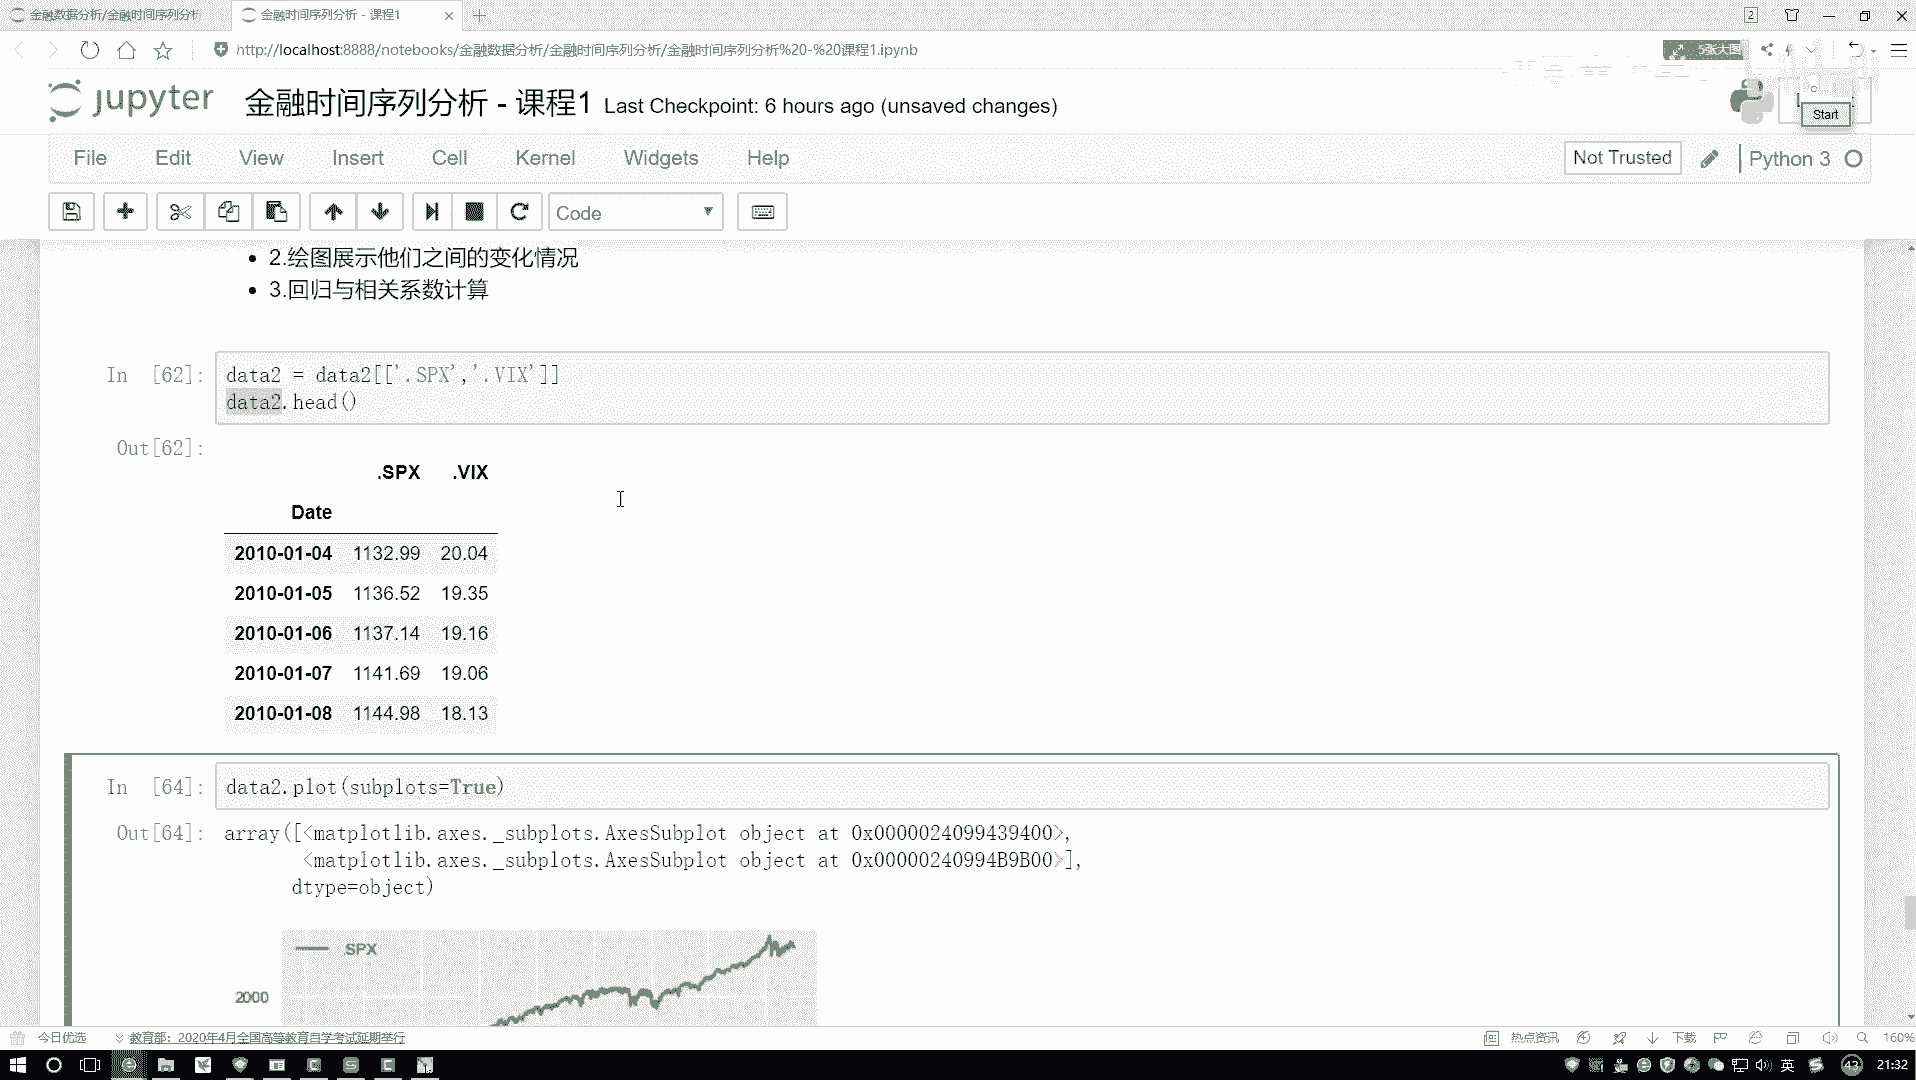 金融数据分析/金融时间序列分析
金融时间序列分析 - 课程1
2
http://localhost:8888/notebooks/金融数据分析/金融时间序列分析/金融时间序列分析%20-%20课程1.ipynb
5张大图
jupyter 金融时间序列分析 - 课程1 Last Checkpoint: 6 hours ago (unsaved changes)
Start
File Edit View Insert Cell Kernel Widgets Help
Not Trusted
Python 3
Code
2.绘图展示他们之间的变化情况
3.回归与相关系数计算
In [62]: data2 = data2[['.SPX','.VIX']]
data2.head()
Out[62]:
.SPX .VIX
Date
2010-01-04 1132.99 20.04
2010-01-05 1136.52 19.35
2010-01-06 1137.14 19.16
2010-01-07 1141.69 19.06
2010-01-08 1144.98 18.13
In [64]: data2.plot(subplots=True)
Out[64]: array([<matplotlib.axes._subplots.AxesSubplot object at 0x0000024099439400>,
<matplotlib.axes._subplots.AxesSubplot object at 0x00000240994B9B00>],
dtype=object)
.SPX
2000
今日优选
教育部：2020年4月全国高等教育自学考试延期举行
热点资讯
下载
160%
英
43
21:32